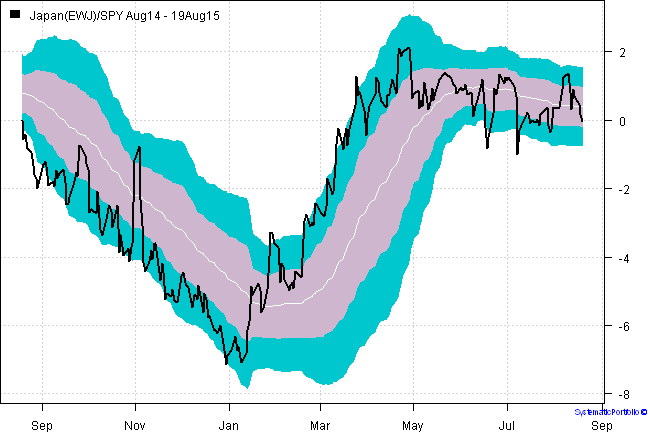 Japan(EWJ)/SPY Aug14 - 19Aug15
2
0
-2
-4
-6
-8
SystematicPortfolio ©
Sep
Nov
Jan
Mar
May
Jul
Sep